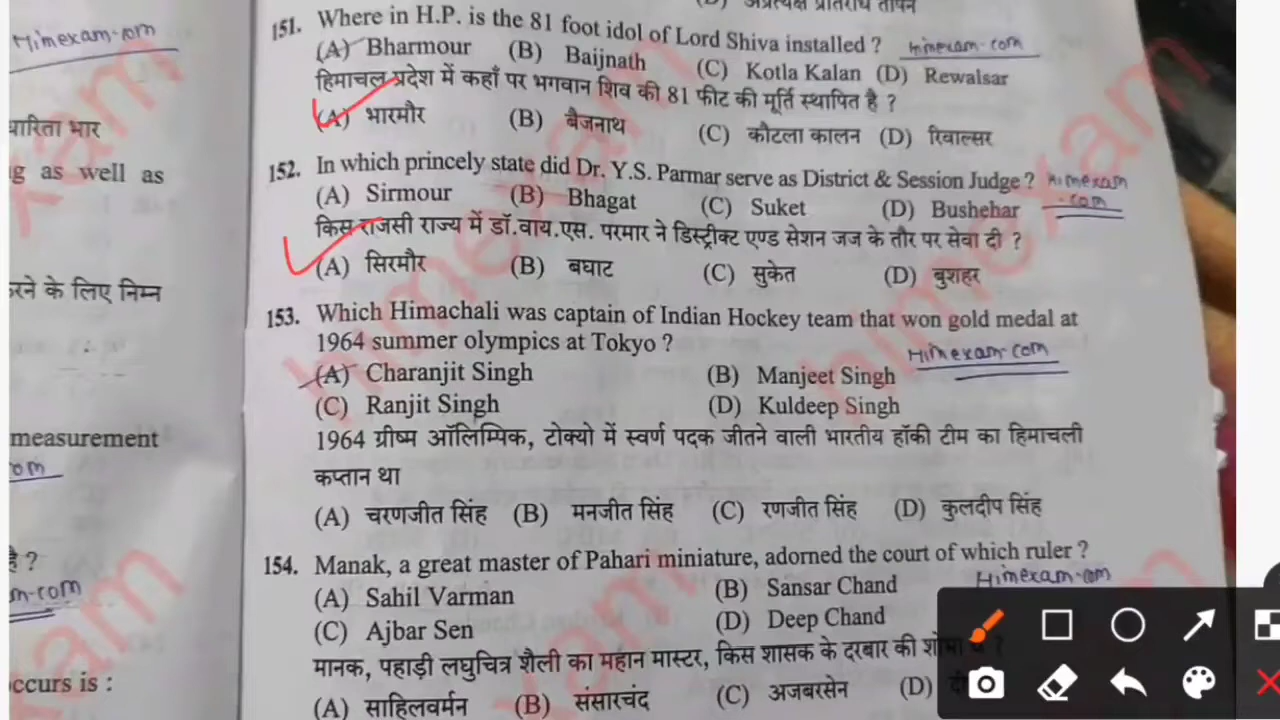 (D) अप्रत्यक्ष प्रतिरोध तापन
Himexam.com
151. Where in H.P. is the 81 foot idol of Lord Shiva installed ? himexam.com
(A) Bharmour (B) Baijnath (C) Kotla Kalan (D) Rewalsar
हिमाचल प्रदेश में कहाँ पर भगवान शिव की 81 फीट की मूर्ति स्थापित है ?
(A) भारमौर (B) बैजनाथ (C) कौटला कालन (D) रिवाल्सर
यारिता भार
g as well as
152. In which princely state did Dr. Y.S. Parmar serve as District & Session Judge ? Himexam.com
(A) Sirmour (B) Bhagat (C) Suket (D) Bushehar
किस राजसी राज्य में डॉ.वाय.एस. परमार ने डिस्ट्रीक्ट एण्ड सेशन जज के तौर पर सेवा दी ?
(A) सिरमौर (B) बघाट (C) सुकेत (D) बुशहर
करने के लिए निम्न
153. Which Himachali was captain of Indian Hockey team that won gold medal at
1964 summer olympics at Tokyo ?
Himexam.com
(A) Charanjit Singh (B) Manjeet Singh
(C) Ranjit Singh (D) Kuldeep Singh
1964 ग्रीष्म ऑलिम्पिक, टोक्यो में स्वर्ण पदक जीतने वाली भारतीय हॉकी टीम का हिमाचली
कप्तान था
(A) चरणजीत सिंह (B) मनजीत सिंह (C) रणजीत सिंह (D) कुलदीप सिंह
measurement
om
है ?
m.com
154. Manak, a great master of Pahari miniature, adorned the court of which ruler ?
Himexam.com
(A) Sahil Varman (B) Sansar Chand
(C) Ajbar Sen (D) Deep Chand
मानक, पहाड़ी लघुचित्र शैली का महान मास्टर, किस शासक के दरबार की
(A) साहिलवर्मन (B) संसारचंद (C) अजबरसेन (D)
ccurs is :
himexam